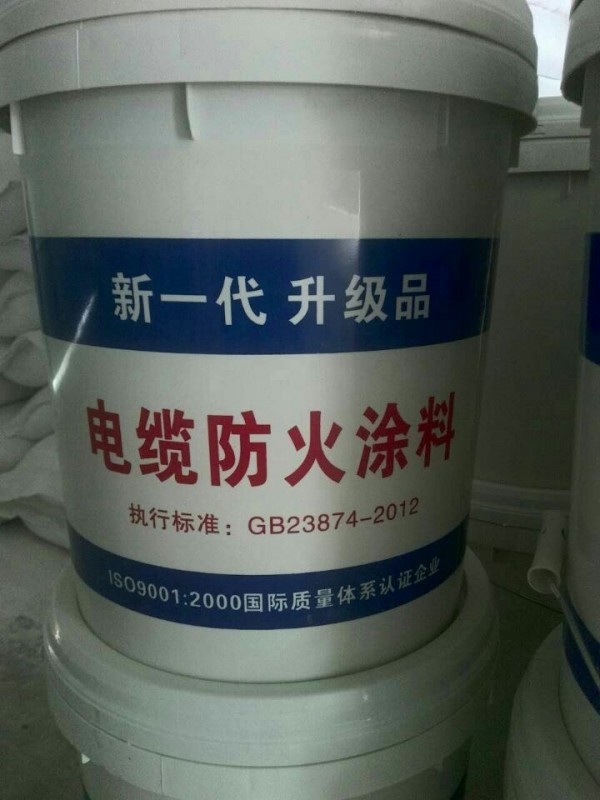 新一代 升级品
电缆防火涂料
执行标准：GB23874-2012
ISO9001:2000国际质量体系认证企业